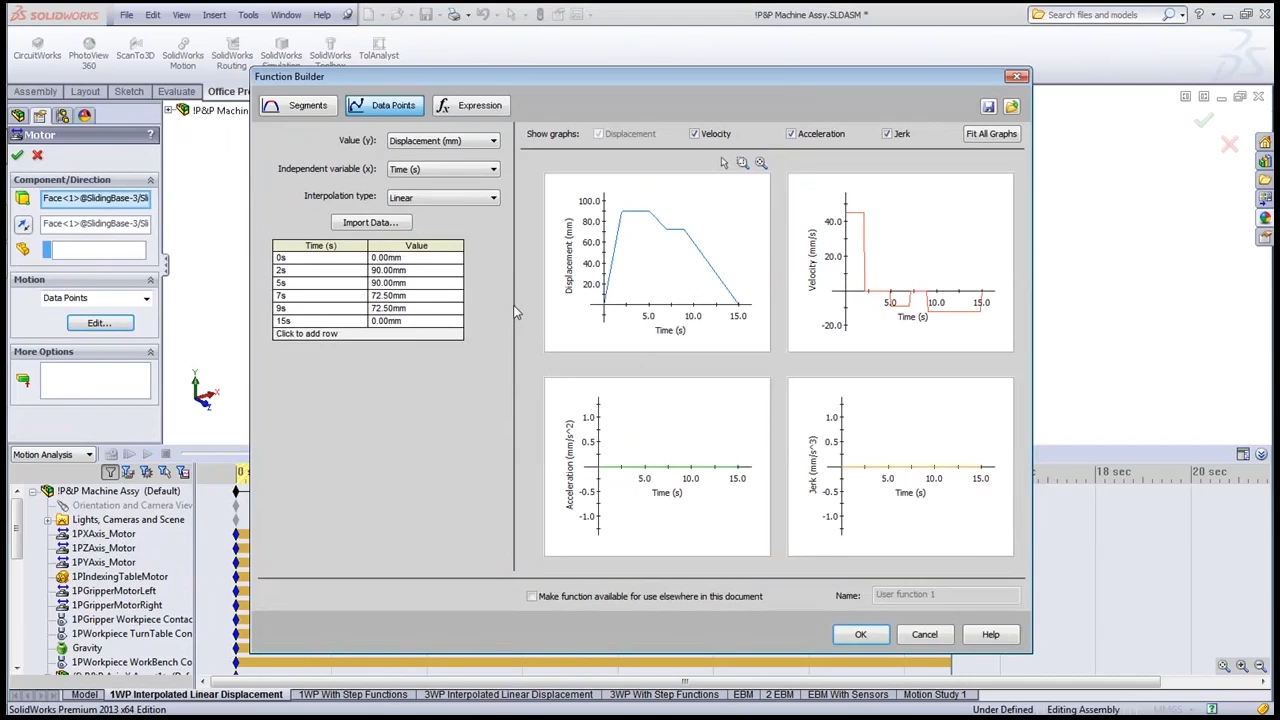 SOLIDWORKS File Edit View Insert Tools Window Help !P&P Machine Assy.SLDASM * Search files and models
CircuitWorks PhotoView 360 ScanTo3D SolidWorks Motion SolidWorks Routing SolidWorks Simulation SolidWorks Toolbox TolAnalyst
Assembly Layout Sketch Evaluate Office Pr
!P&P Machin
Motor ?
Component/Direction
Face<1>@SlidingBase-3/Sli
Face<1>@SlidingBase-3/Sli
Motion
Data Points
Edit...
More Options
Function Builder
Segments Data Points Expression
Value (y): Displacement (mm)
Independent variable (x): Time (s)
Interpolation type: Linear
Import Data...
Time (s) Value
0s 0.00mm
2s 90.00mm
5s 90.00mm
7s 72.50mm
9s 72.50mm
15s 0.00mm
Click to add row
Show graphs: Displacement Velocity Acceleration Jerk Fit All Graphs
Displacement (mm)
100.0
80.0
60.0
40.0
20.0
5.0 10.0 15.0
Time (s)
Velocity (mm/s)
40.0
20.0
-20.0
5.0 10.0 15.0
Time (s)
Acceleration (mm/s^2)
1.0
0.5
-0.5
-1.0
5.0 10.0 15.0
Time (s)
Jerk (mm/s^3)
1.0
0.5
-0.5
-1.0
5.0 10.0 15.0
Time (s)
Make function available for use elsewhere in this document Name: User function 1
OK Cancel Help
Motion Analysis
0 s
18 sec 20 sec
!P&P Machine Assy (Default)
Orientation and Camera View
Lights, Cameras and Scene
1PXAxis_Motor
1PZAxis_Motor
1PYAxis_Motor
1PIndexingTableMotor
1PGripperMotorLeft
1PGripperMotorRight
1PGripper Workpiece Contac
1PWorkpiece TurnTable Con
Gravity
1PWorkpiece WorkBench Co
Model 1WP Interpolated Linear Displacement 1WP With Step Functions 3WP Interpolated Linear Displacement 3WP With Step Functions EBM 2 EBM EBM With Sensors Motion Study 1
SolidWorks Premium 2013 x64 Edition Under Defined Editing Assembly MMGS